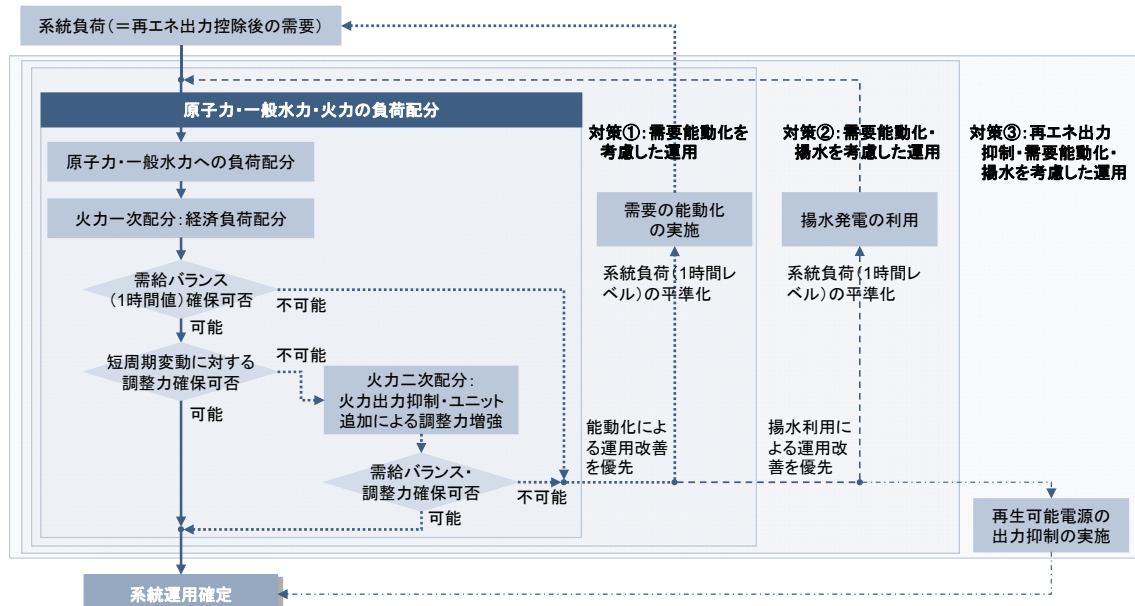 系統負荷(=再エネ出力控除後の需要)
原子力・一般水力・火力の負荷配分
原子力・一般水力への負荷配分
火力一次配分:経済負荷配分
需給バランス
(1時間値)確保可否
不可能
可能
短周期変動に対する
調整力確保可否
不可能
可能
火力二次配分:
火力出力抑制・ユニット
追加による調整力増強
需給バランス・
調整力確保可否
不可能
可能
対策①:需要能動化を
考慮した運用
需要の能動化
の実施
系統負荷(1時間レ
ベル)の平準化
能動化によ
る運用改善
を優先
対策②:需要能動化・
揚水を考慮した運用
揚水発電の利用
系統負荷(1時間レ
ベル)の平準化
揚水利用に
よる運用改
善を優先
対策③:再エネ出力
抑制・需要能動化・
揚水を考慮した運用
再生可能電源の
出力抑制の実施
系統運用確定